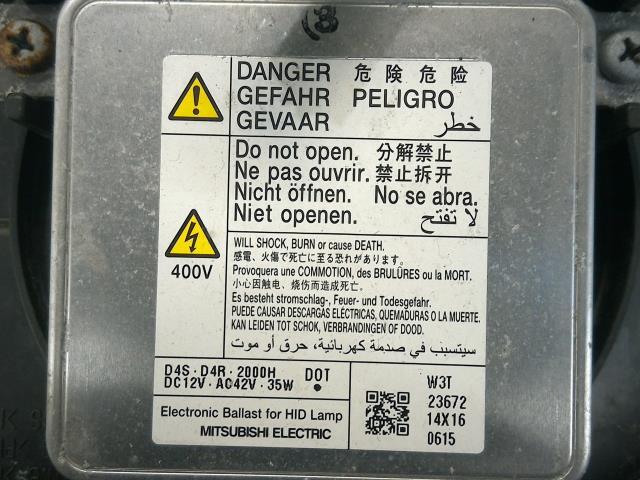 (3
DANGER 危 険 危 险
GEFAHR PELIGRO
GEVAAR خطر
Do not open. 分解禁止
Ne pas ouvrir. 禁止拆开
Nicht öffnen. No se abra.
Niet openen. لا تفتح
400V
WILL SHOCK, BURN or cause DEATH.
感電、火傷で死亡に至る恐れがあります。
Provoquera une COMMOTION, des BRULÛRES ou la MORT.
小心因触电、烧伤而造成死亡。
Es besteht stromschlag-, Feuer- und Todesgefahr.
PUEDE CAUSAR DESCARGAS ELÉCTRICAS, QUEMADURAS O LA MUERTE.
KAN LEIDEN TOT SCHOK, VERBRANDINGEN OF DOOD.
سيتسبب في صدمة كهربائية، حرق أو موت
D4S · D4R · 2000H DOT
DC12V · AC42V · 35W
Electronic Ballast for HID Lamp
MITSUBISHI ELECTRIC
W3T
23672
14X16
0615